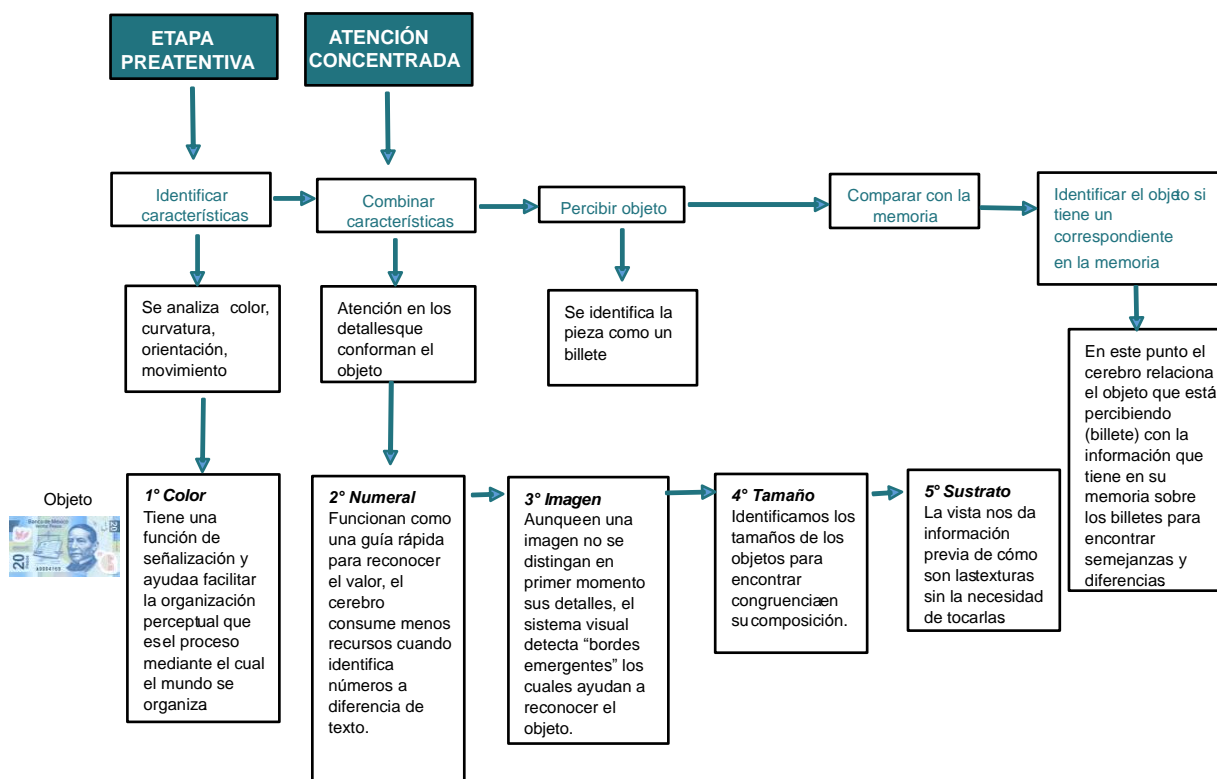 ETAPA
PREATENTIVA
ATENCIÓN
CONCENTRADA
Identificar
características
Combinar
características
Percibir objeto
Comparar con la
memoria
Identificar el objeto si
tiene un
correspondiente
en la memoria
Se analiza color,
curvatura,
orientación,
movimiento
Atención en los
detallesque
conforman el
objeto
Se identifica la
pieza como un
billete
En este punto el
cerebro relaciona
el objeto que está
percibiendo
(billete) con la
información que
tiene en su
memoria sobre
los billetes para
encontrar
semejanzas y
diferencias
Objeto
Banco de México
20
20
1° Color
Tiene una
función de
señalización y
ayudaa facilitar
la organización
perceptual que
esel proceso
mediante el cual
el mundo se
organiza
2° Numeral
Funcionan como
una guía rápida
para reconocer
el valor, el
cerebro
consume menos
recursos cuando
identifica
números a
diferencia de
texto.
3° Imagen
Aunqueen una
imagen no se
distingan en
primer momento
sus detalles, el
sistema visual
detecta “bordes
emergentes” los
cuales ayudan a
reconocer el
objeto.
4° Tamaño
Identificamos los
tamaños de los
objetos para
encontrar
congruenciaen
sucomposición.
5° Sustrato
La vista nos da
información
previa de cómo
son lastexturas
sin la necesidad
de tocarlas